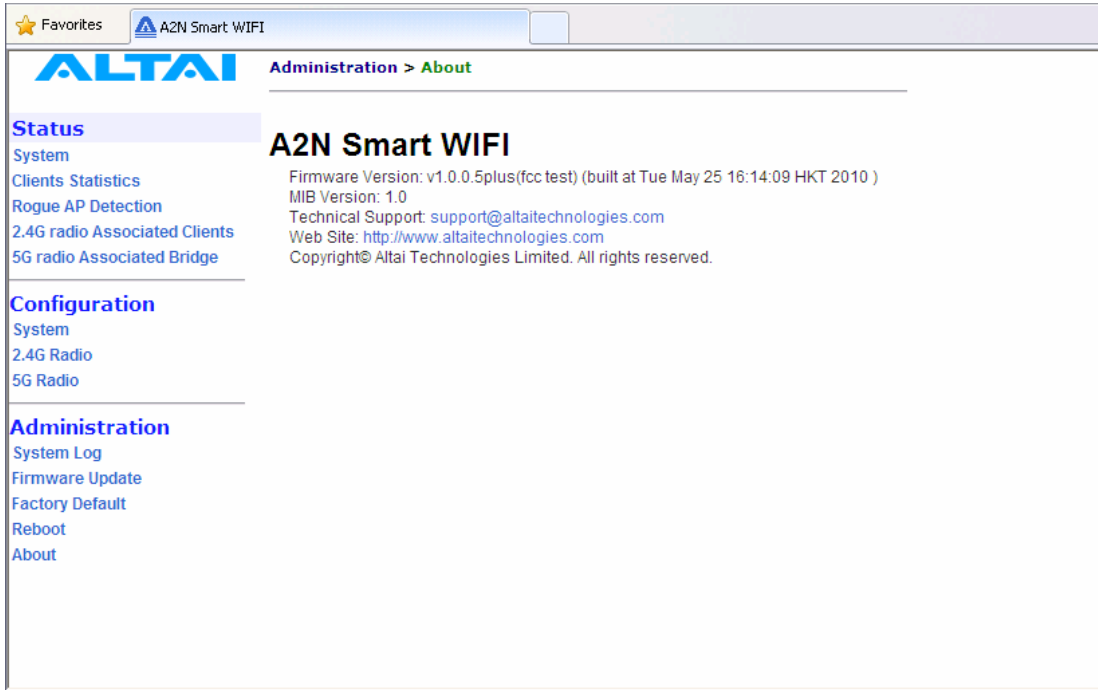 Favorites
A2N Smart WIFI
ALTAI
Administration > About
Status
System
Clients Statistics
Rogue AP Detection
2.4G radio Associated Clients
5G radio Associated Bridge
Configuration
System
2.4G Radio
5G Radio
Administration
System Log
Firmware Update
Factory Default
Reboot
About
A2N Smart WIFI
Firmware Version: v1.0.0.5plus(fcc test) (built at Tue May 25 16:14:09 HKT 2010 )
MIB Version: 1.0
Technical Support: support@altaitechnologies.com
Web Site: http://www.altaitechnologies.com
Copyright© Altai Technologies Limited. All rights reserved.